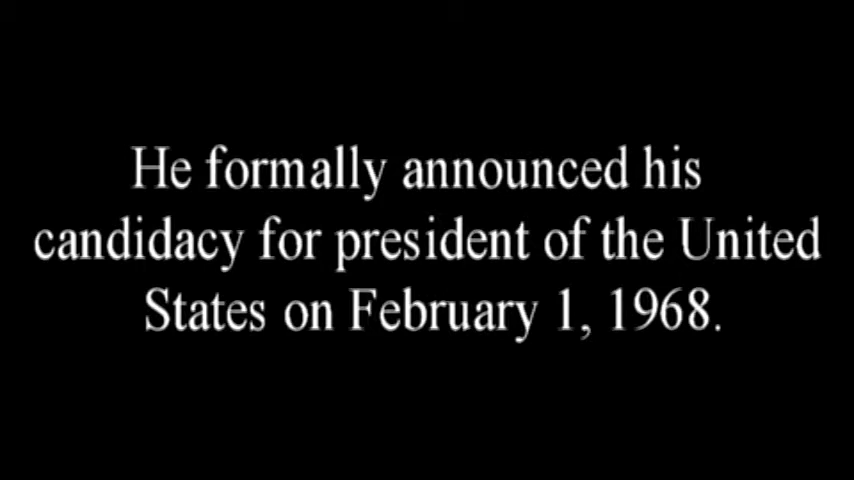 He formally announced his
candidacy for president of the United
States on February 1, 1968.